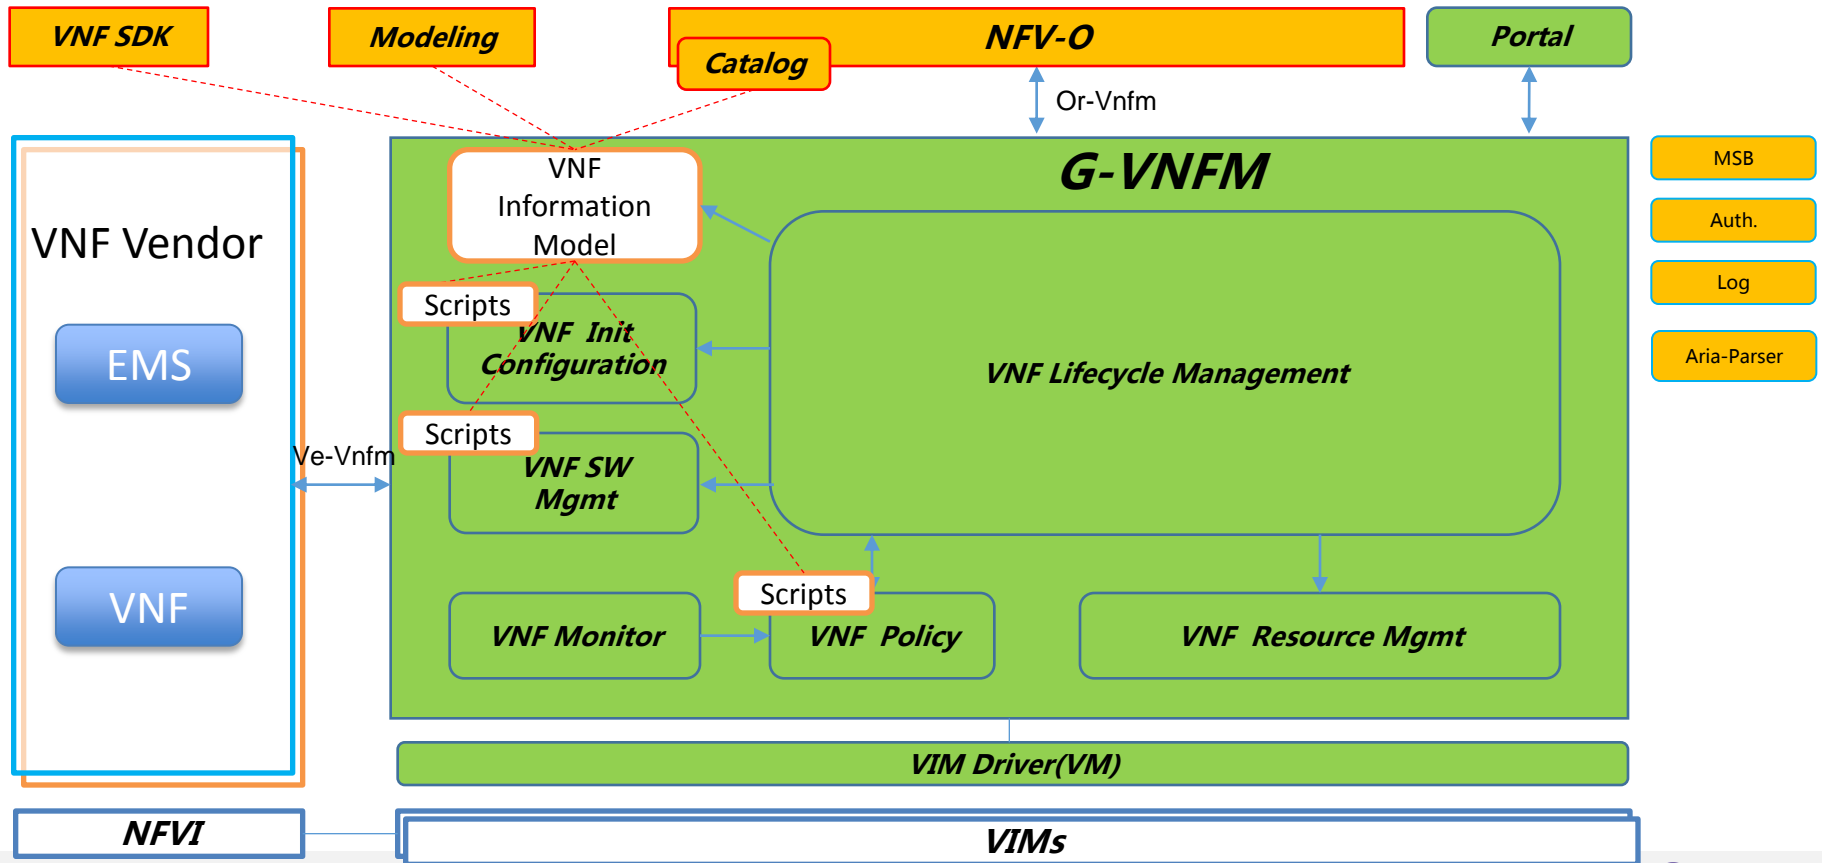 VNF SDK
Modeling
NFV-O
Catalog
Portal
Or-Vnfm
G-VNFM
VNF
Information
Model
MSB
Auth.
Log
Aria-Parser
VNF Vendor
EMS
VNF
Ve-Vnfm
Scripts
VNF Init
Configuration
Scripts
VNF SW
Mgmt
VNF Lifecycle Management
Scripts
VNF Monitor
VNF Policy
VNF Resource Mgmt
VIM Driver(VM)
NFVI
VIMs